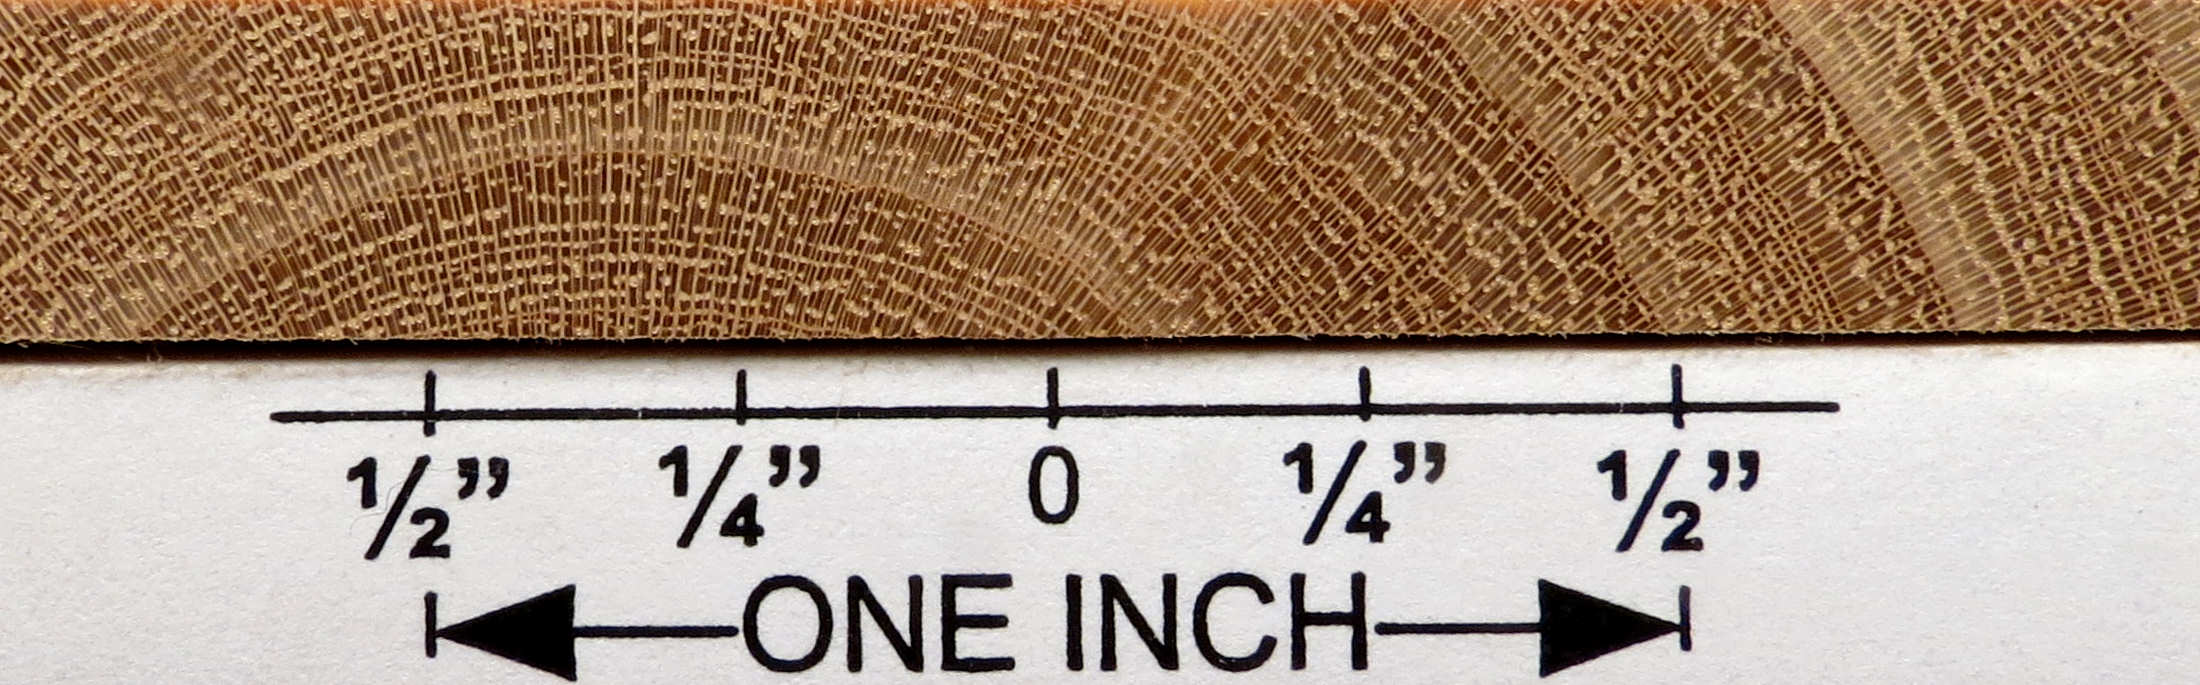 ½” ¼” 0 ¼” ½”
ONE INCH